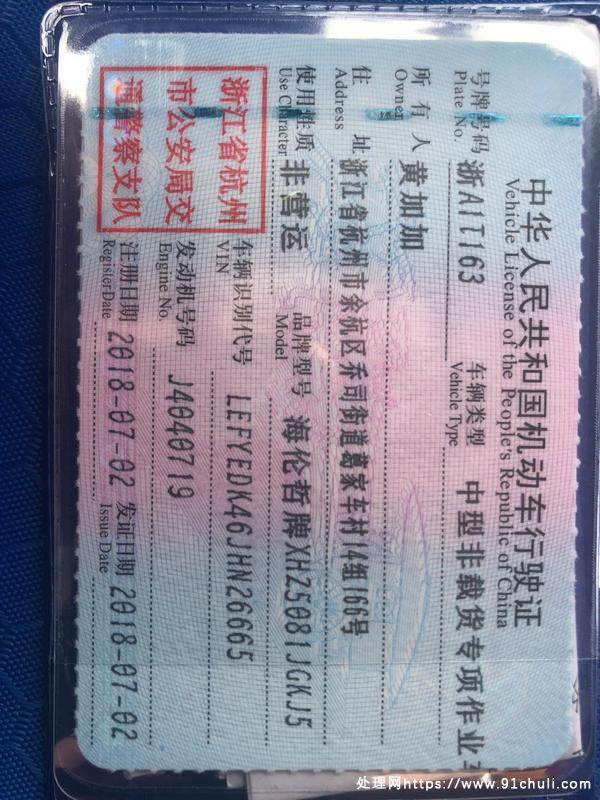 中华人民共和国机动车行驶证
Vehicle License of the People's Republic of China
号牌号码 浙A1T163 车辆类型 中型非载货专项作业车
Plate No. Vehicle Type
所有人 黄加加
Owner
住址 浙江省杭州市余杭区乔司街道葛家车村14组166号
Address
使用性质 非营运 品牌型号 海伦哲牌XHZ5081JGKJ5
Use Character Model
浙江省杭州
市公安局交
通警察支队
车辆识别代号 LEFYEDK46JHN26665
VIN
发动机号码 J4040719
Engine No.
注册日期 2018-07-02 发证日期 2018-07-02
Register Date Issue Date
处理网https://www.91chuli.com/